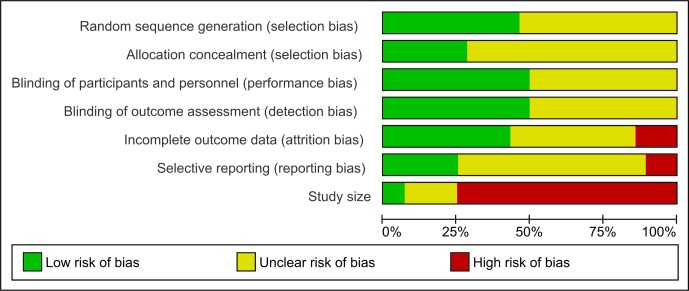 Random sequence generation (selection bias)
Allocation concealment (selection bias)
Blinding of participants and personnel (performance bias)
Blinding of outcome assessment (detection bias)
Incomplete outcome data (attrition bias)
Selective reporting (reporting bias)
Study size
0% 25% 50% 75% 100%
Low risk of bias Unclear risk of bias High risk of bias